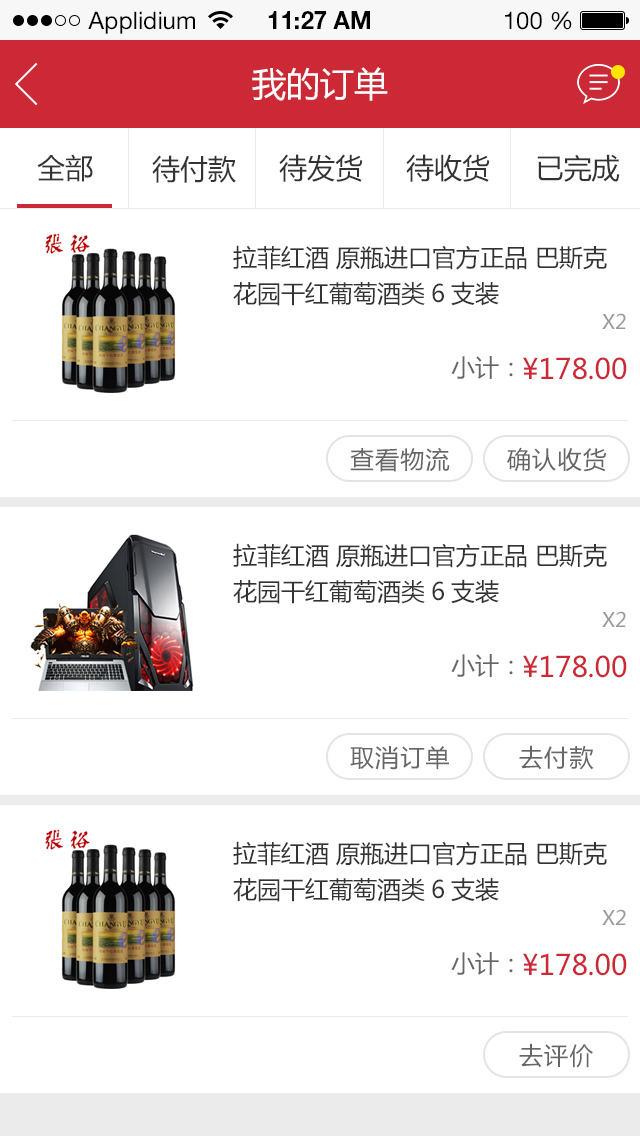 Applidium 11:27 AM 100 %
我的订单
全部 待付款 待发货 待收货 已完成
張裕
拉菲红酒 原瓶进口官方正品 巴斯克
花园干红葡萄酒类 6 支装
X2
小计：¥178.00
查看物流 确认收货
拉菲红酒 原瓶进口官方正品 巴斯克
花园干红葡萄酒类 6 支装
X2
小计：¥178.00
取消订单 去付款
張裕
拉菲红酒 原瓶进口官方正品 巴斯克
花园干红葡萄酒类 6 支装
X2
小计：¥178.00
去评价